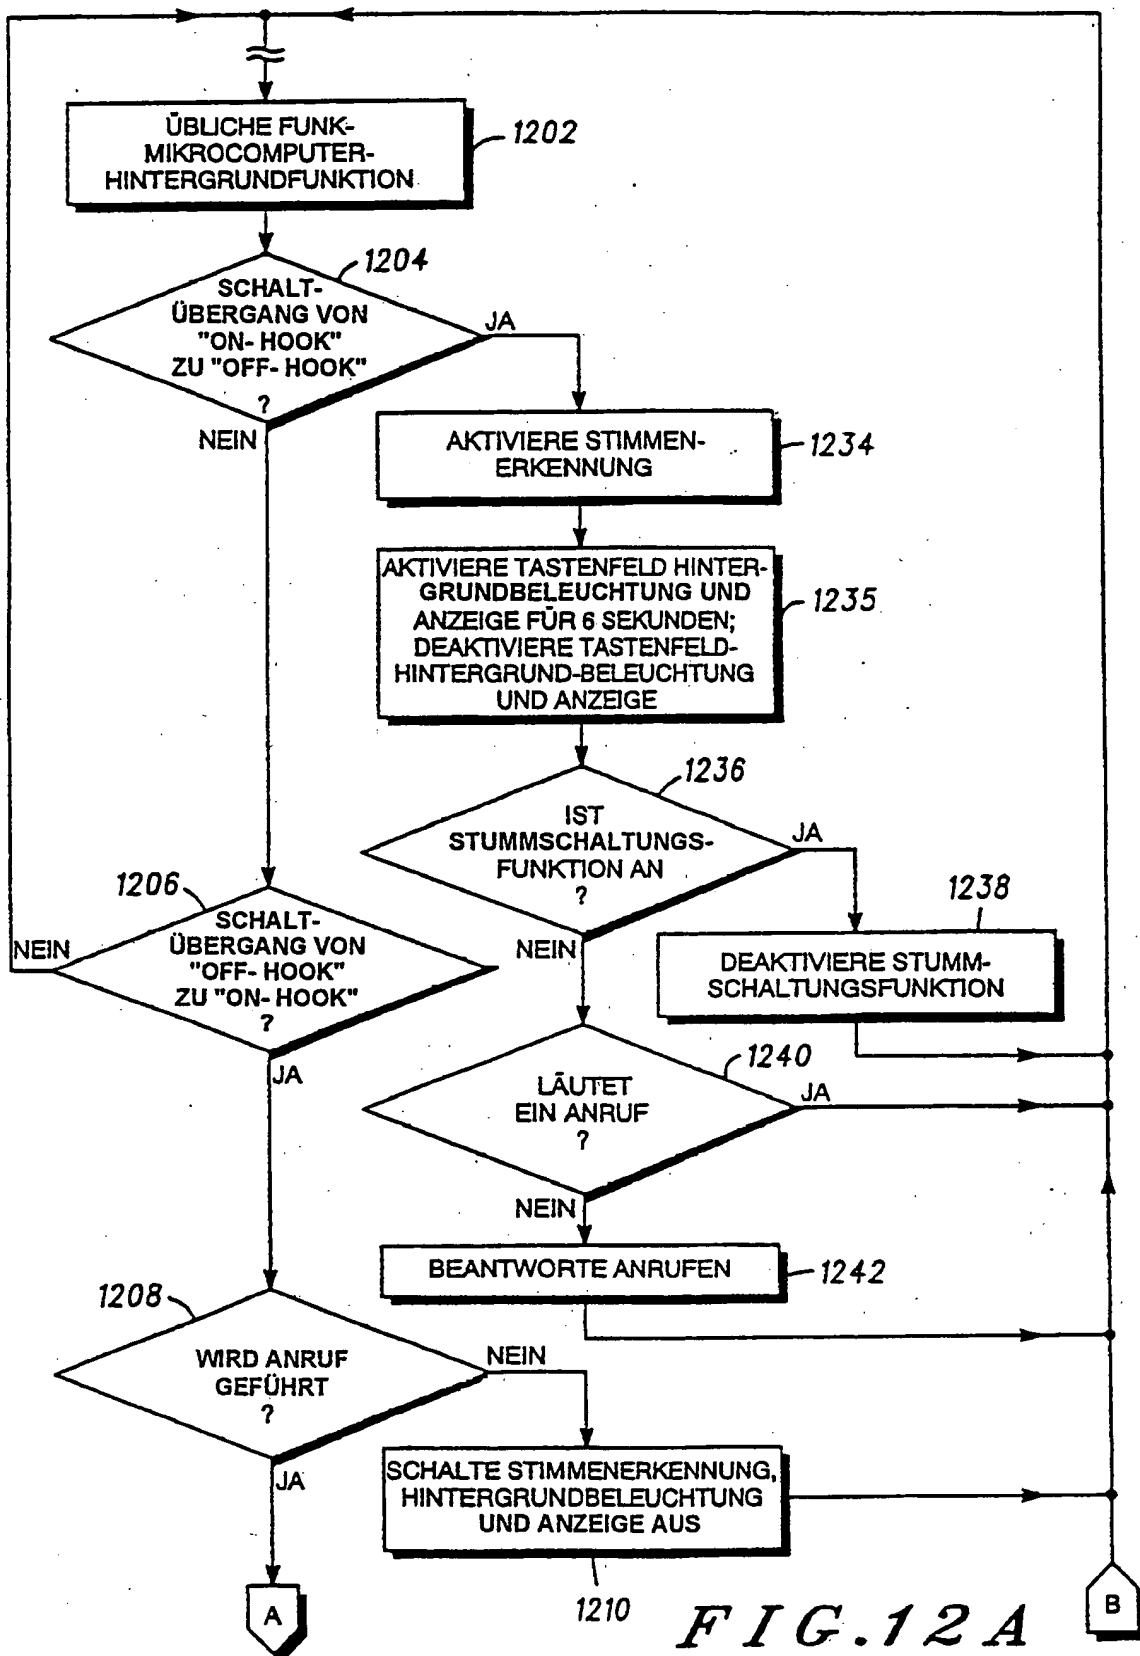 ÜBLICHE FUNK-
MIKROCOMPUTER-
HINTERGRUNDFUNKTION
1202
1204
SCHALT-
ÜBERGANG VON
"ON- HOOK"
ZU "OFF- HOOK"
?
JA
NEIN
AKTIVIERE STIMMEN-
ERKENNUNG
1234
AKTIVIERE TASTENFELD HINTER-
GRUNDBELEUCHTUNG UND
ANZEIGE FÜR 6 SEKUNDEN;
DEAKTIVIERE TASTENFELD-
HINTERGRUND-BELEUCHTUNG
UND ANZEIGE
1235
1236
IST
STUMMSCHALTUNGS-
FUNKTION AN
?
JA
NEIN
1238
DEAKTIVIERE STUMM-
SCHALTUNGSFUNKTION
1206
SCHALT-
ÜBERGANG VON
"OFF- HOOK"
ZU "ON- HOOK"
?
NEIN
JA
1240
LÄUTET
EIN ANRUF
?
JA
NEIN
BEANTWORTE ANRUFEN
1242
1208
WIRD ANRUF
GEFÜHRT
?
NEIN
JA
SCHALTE STIMMENERKENNUNG,
HINTERGRUNDBELEUCHTUNG
UND ANZEIGE AUS
1210
A
B
FIG.12A